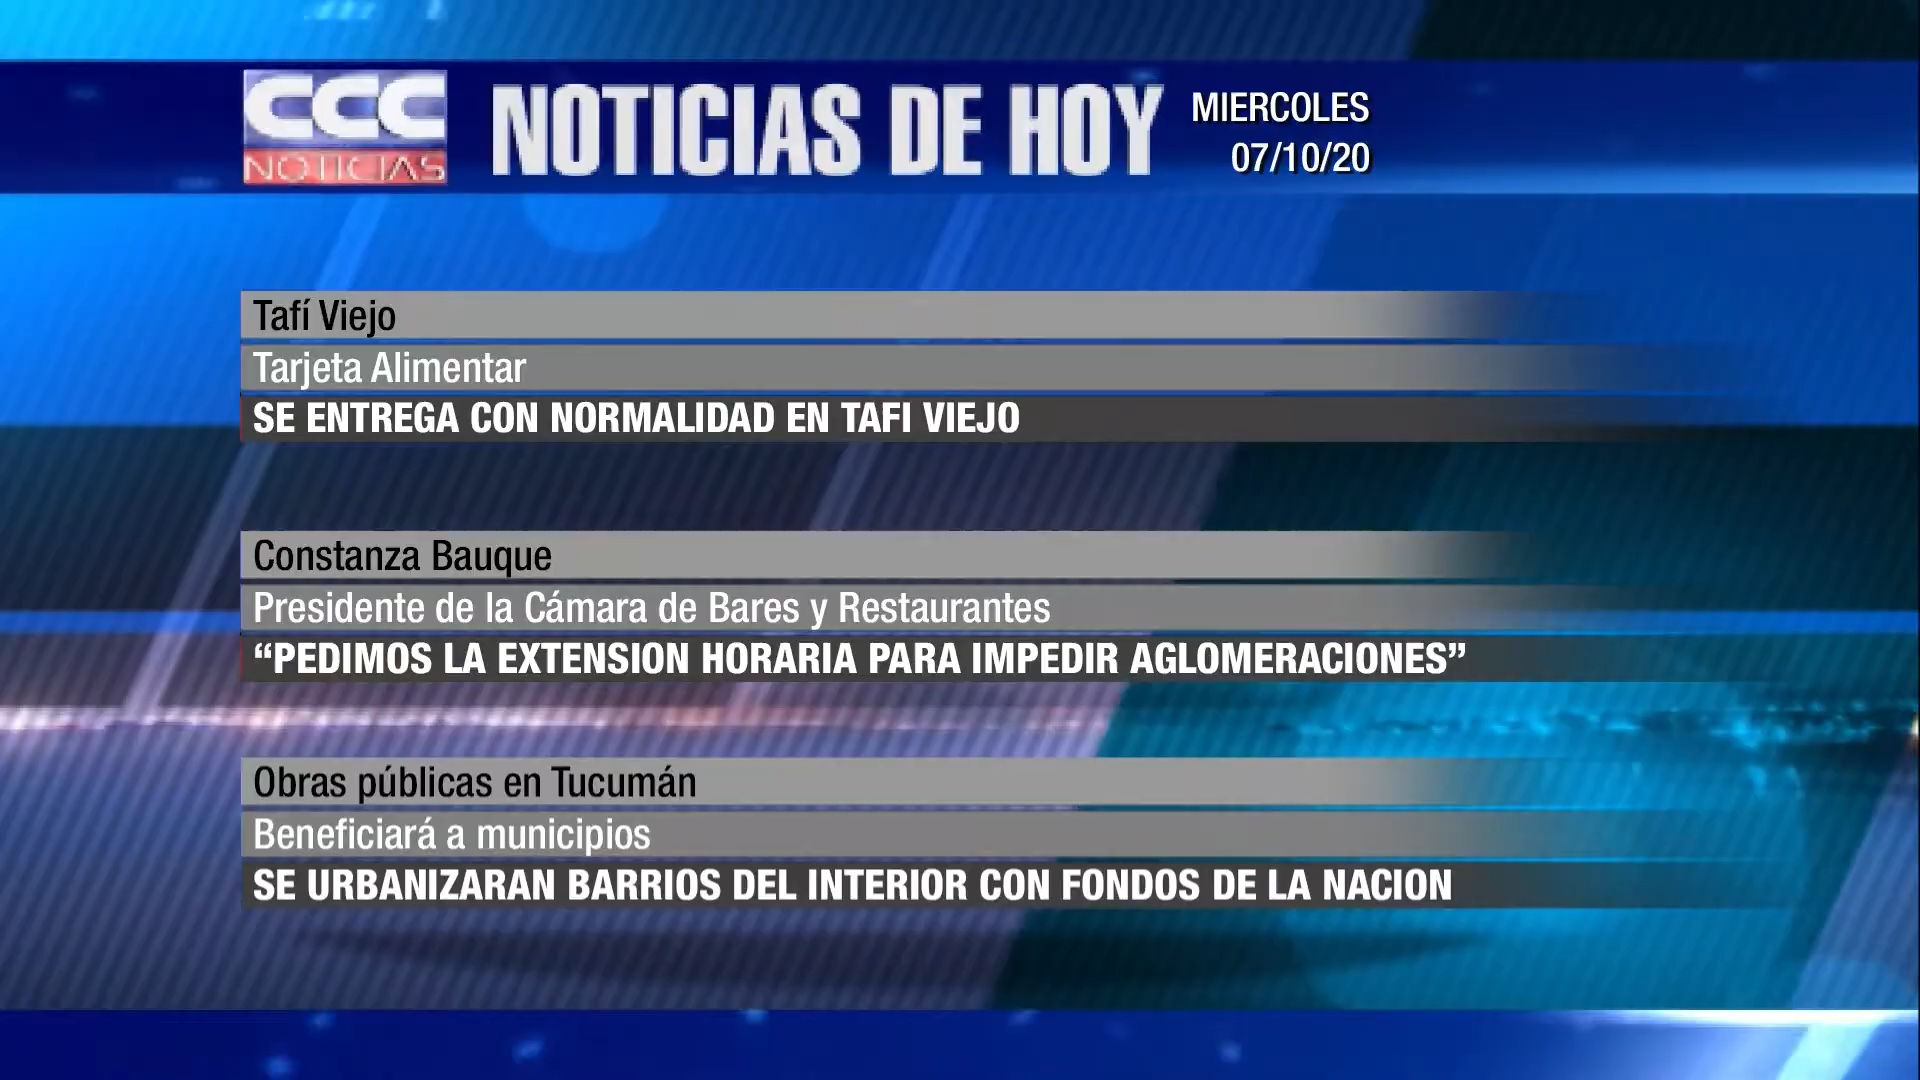 CCC
NOTICIAS
NOTICIAS DE HOY
MIERCOLES
07/10/20
Tafí Viejo
Tarjeta Alimentar
SE ENTREGA CON NORMALIDAD EN TAFI VIEJO
Constanza Bauque
Presidente de la Cámara de Bares y Restaurantes
“PEDIMOS LA EXTENSION HORARIA PARA IMPEDIR AGLOMERACIONES”
Obras públicas en Tucumán
Beneficiará a municipios
SE URBANIZARAN BARRIOS DEL INTERIOR CON FONDOS DE LA NACION